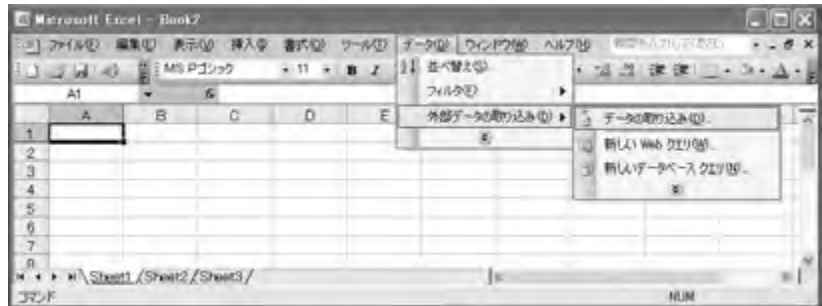 Microsoft Excel - Book2
ファイル(F) 編集(E) 表示(V) 挿入(I) 書式(O) ツール(T) データ(D) ウィンドウ(W) ヘルプ(H)
MS Pゴシック 11 B I
A1
A B C D E
1
2
3
4
5
6
7
8
並べ替え(S)...
フィルタ(F)
外部データの取り込み(D)
データの取り込み(D)...
新しい Web クエリ(W)...
新しいデータベース クエリ(N)...
Sheet1 Sheet2 Sheet3
コマンド
NUM